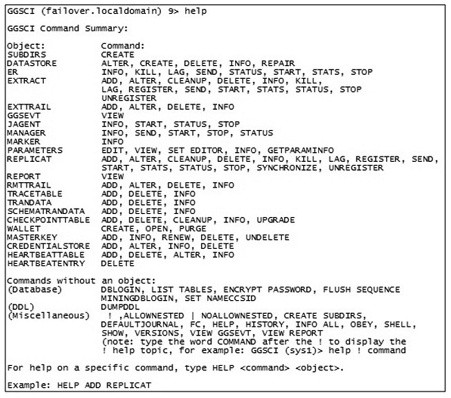 GGSCI (failover.localdomain) 9> help
GGSCI Command Summary:
Object: Command:
SUBDIRS CREATE
DATASTORE ALTER, CREATE, DELETE, INFO, REPAIR
ER INFO, KILL, LAG, SEND, STATUS, START, STATS, STOP
EXTRACT ADD, ALTER, CLEANUP, DELETE, INFO, KILL,
LAG, REGISTER, SEND, START, STATS, STATUS, STOP
UNREGISTER
EXTTRAIL ADD, ALTER, DELETE, INFO
GGSEVT VIEW
JAGENT INFO, START, STATUS, STOP
MANAGER INFO, SEND, START, STOP, STATUS
MARKER INFO
PARAMETERS EDIT, VIEW, SET EDITOR, INFO, GETPARAMINFO
REPLICAT ADD, ALTER, CLEANUP, DELETE, INFO, KILL, LAG, REGISTER, SEND,
START, STATS, STATUS, STOP, SYNCHRONIZE, UNREGISTER
REPORT VIEW
RMTTRAIL ADD, ALTER, DELETE, INFO
TRACETABLE ADD, DELETE, INFO
TRANDATA ADD, DELETE, INFO
SCHEMATRANDATA ADD, DELETE, INFO
CHECKPOINTTABLE ADD, DELETE, CLEANUP, INFO, UPGRADE
WALLET CREATE, OPEN, PURGE
MASTERKEY ADD, INFO, RENEW, DELETE, UNDELETE
CREDENTIALSTORE ADD, ALTER, INFO, DELETE
HEARTBEATTABLE ADD, DELETE, ALTER, INFO
HEARTBEATENTRY DELETE
Commands without an object:
(Database) DBLOGIN, LIST TABLES, ENCRYPT PASSWORD, FLUSH SEQUENCE
MININGDBLOGIN, SET NAMECCSID
(DDL) DUMPDDL
(Miscellaneous) ! ,ALLOWNESTED | NOALLOWNESTED, CREATE SUBDIRS,
DEFAULTJOURNAL, FC, HELP, HISTORY, INFO ALL, OBEY, SHELL,
SHOW, VERSIONS, VIEW GGSEVT, VIEW REPORT
(note: type the word COMMAND after the ! to display the
! help topic, for example: GGSCI (sys1)> help ! command
For help on a specific command, type HELP <command> <object>.
Example: HELP ADD REPLICAT